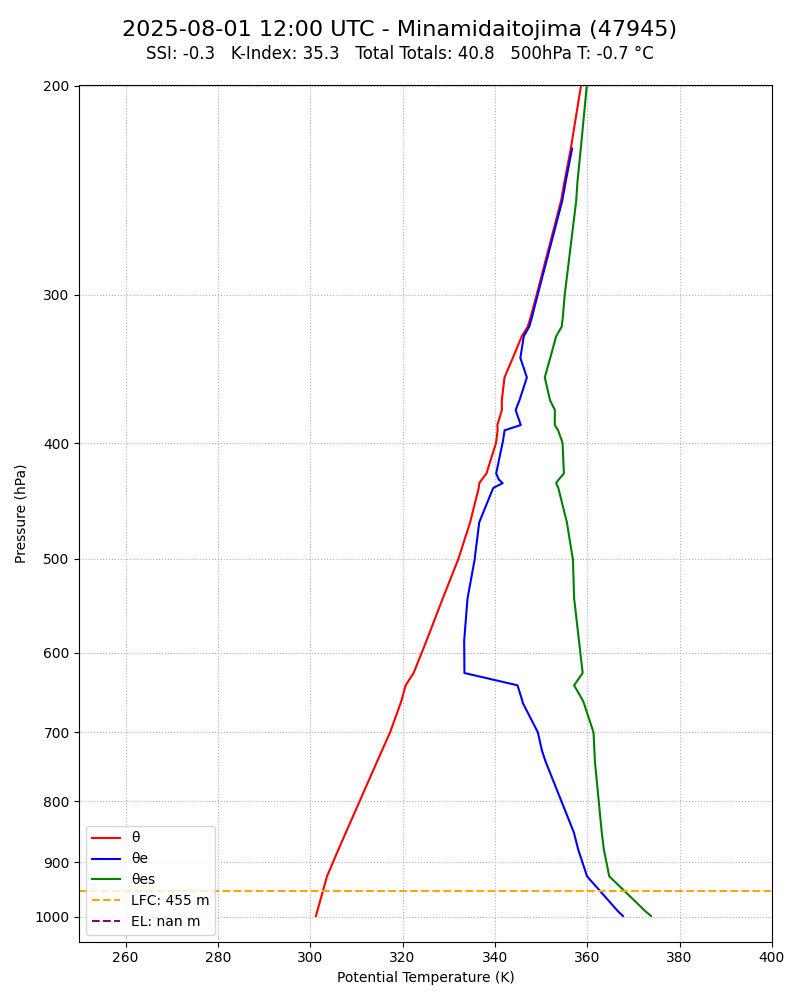 2025-08-01 12:00 UTC - Minamidaitojima (47945)
SSI: -0.3   K-Index: 35.3   Total Totals: 40.8   500hPa T: -0.7 °C
200
300
400
500
600
700
800
900
1000
Pressure (hPa)
θ
θe
θes
LFC: 455 m
EL: nan m
260
280
300
320
340
360
380
400
Potential Temperature (K)